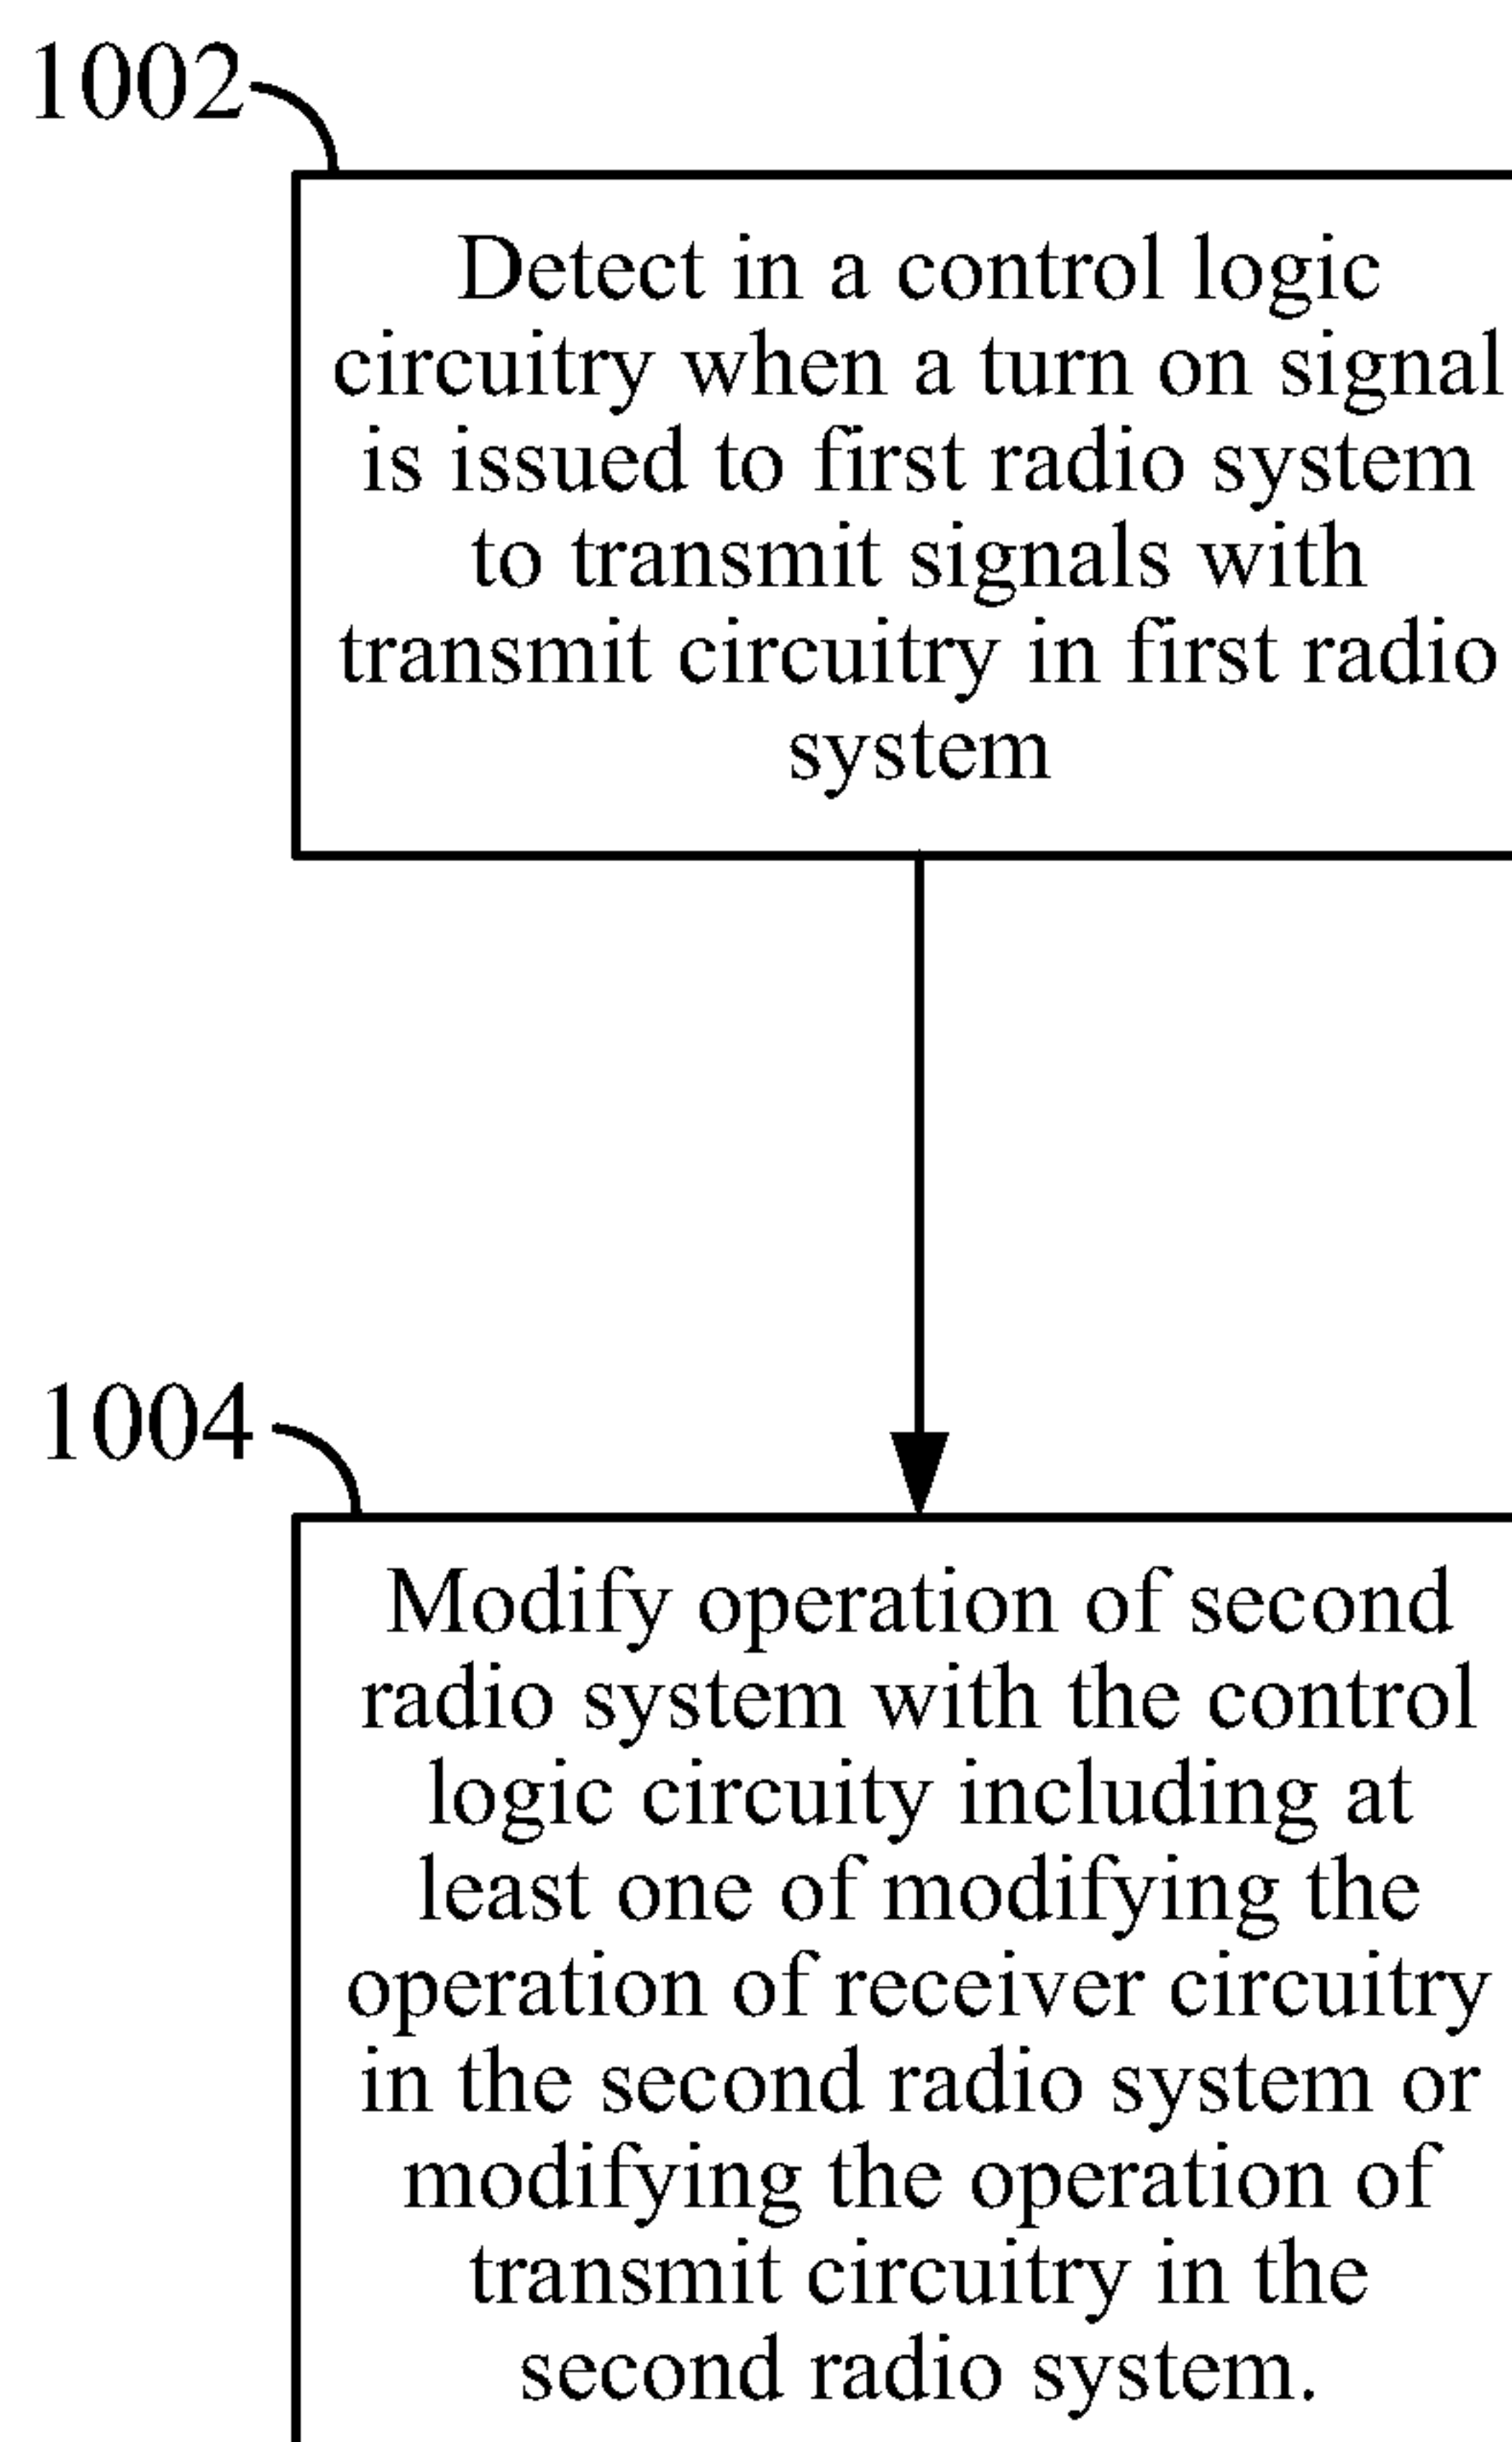 1002
Detect in a control logic
circuitry when a turn on signal
is issued to first radio system
to transmit signals with
transmit circuitry in first radio
system
1004
Modify operation of second
radio system with the control
logic circuity including at
least one of modifying the
operation of receiver circuitry
in the second radio system or
modifying the operation of
transmit circuitry in the
second radio system.